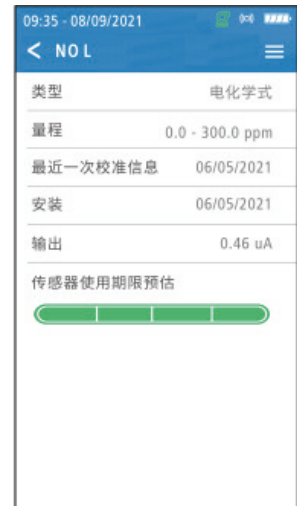 09:35 - 08/09/2021
< NO L
类型 电化学式
量程 0.0 - 300.0 ppm
最近一次校准信息 06/05/2021
安装 06/05/2021
输出 0.46 uA
传感器使用期限预估